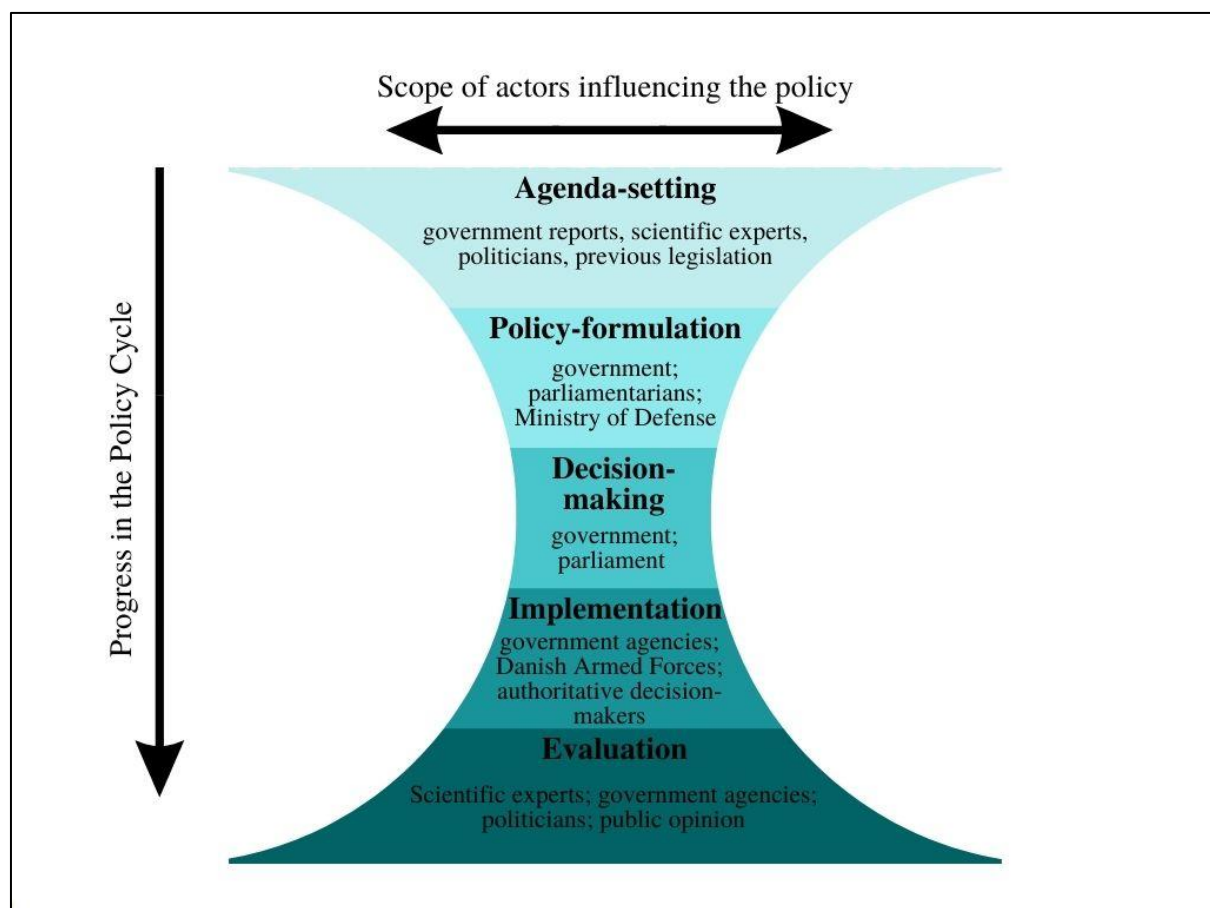 Scope of actors influencing the policy
Progress in the Policy Cycle
Agenda-setting
government reports, scientific experts,
politicians, previous legislation
Policy-formulation
government;
parliamentarians;
Ministry of Defense
Decision-
making
government;
parliament
Implementation
government agencies;
Danish Armed Forces;
authoritative decision-
makers
Evaluation
Scientific experts; government agencies;
politicians; public opinion